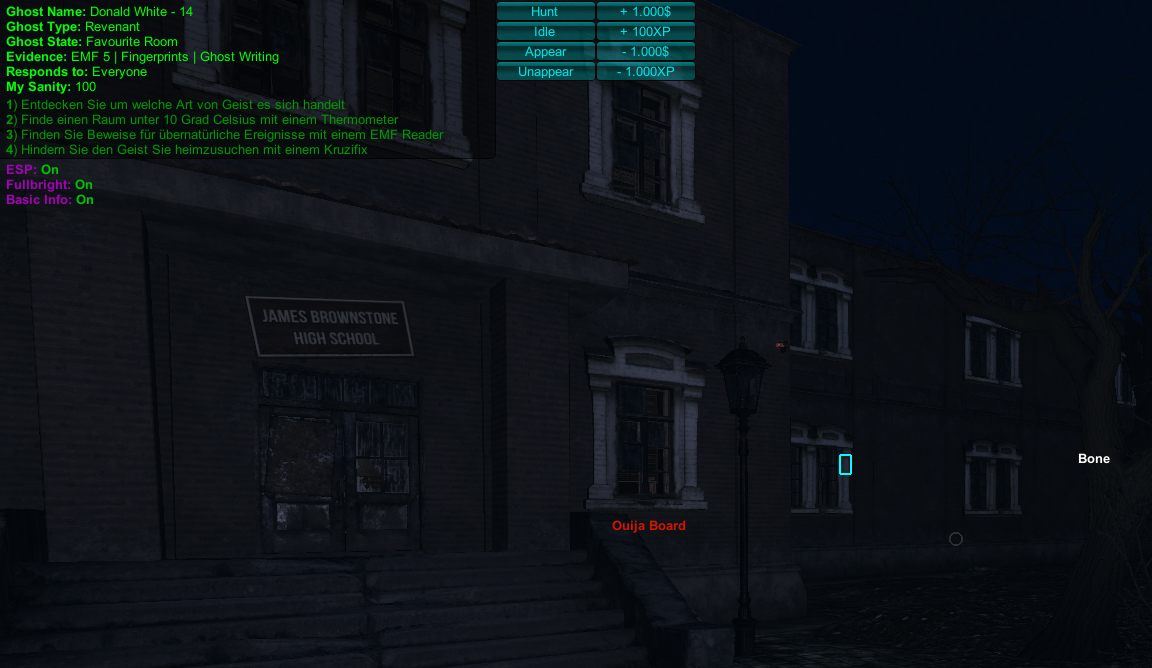 Ghost Name: Donald White - 14
Ghost Type: Revenant
Ghost State: Favourite Room
Evidence: EMF 5 | Fingerprints | Ghost Writing
Responds to: Everyone
My Sanity: 100
1) Entdecken Sie um welche Art von Geist es sich handelt
2) Finde einen Raum unter 10 Grad Celsius mit einem Thermometer
3) Finden Sie Beweise für übernatürliche Ereignisse mit einem EMF Reader
4) Hindern Sie den Geist Sie heimzusuchen mit einem Kruzifix
ESP: On
Fullbright: On
Basic Info: On
Hunt + 1.000$
Idle + 100XP
Appear - 1.000$
Unappear - 1.000XP
JAMES BROWNSTONE
HIGH SCHOOL
Bone
Ouija Board